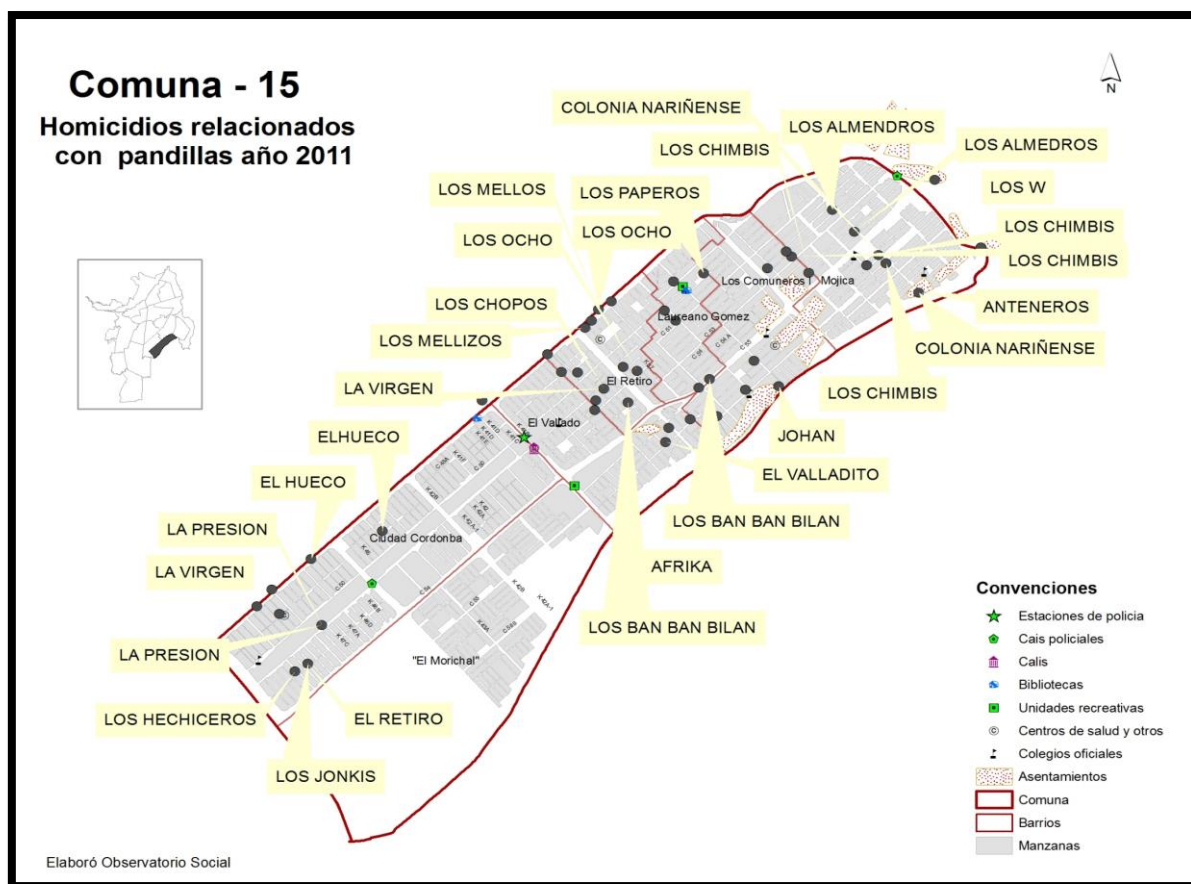 Comuna - 15
Homicidios relacionados
con pandillas año 2011
N
COLONIA NARIÑENSE
LOS ALMENDROS
LOS CHIMBIS
LOS ALMEDROS
LOS MELLOS
LOS PAPEROS
LOS W
LOS OCHO
LOS OCHO
LOS CHIMBIS
LOS CHIMBIS
Los Comuneros I
Mojica
LOS CHOPOS
ANTENEROS
Laureano Gomez
LOS MELLIZOS
COLONIA NARIÑENSE
LA VIRGEN
El Retiro
LOS CHIMBIS
El Vallado
JOHAN
ELHUECO
EL VALLADITO
EL HUECO
LOS BAN BAN BILAN
LA PRESION
Ciudad Cordonba
AFRIKA
LA VIRGEN
LOS BAN BAN BILAN
LA PRESION
"El Morichal"
LOS HECHICEROS
EL RETIRO
LOS JONKIS
Convenciones
Estaciones de policia
Cais policiales
Calis
Bibliotecas
Unidades recreativas
Centros de salud y otros
Colegios oficiales
Asentamientos
Comuna
Barrios
Manzanas
Elaboró Observatorio Social